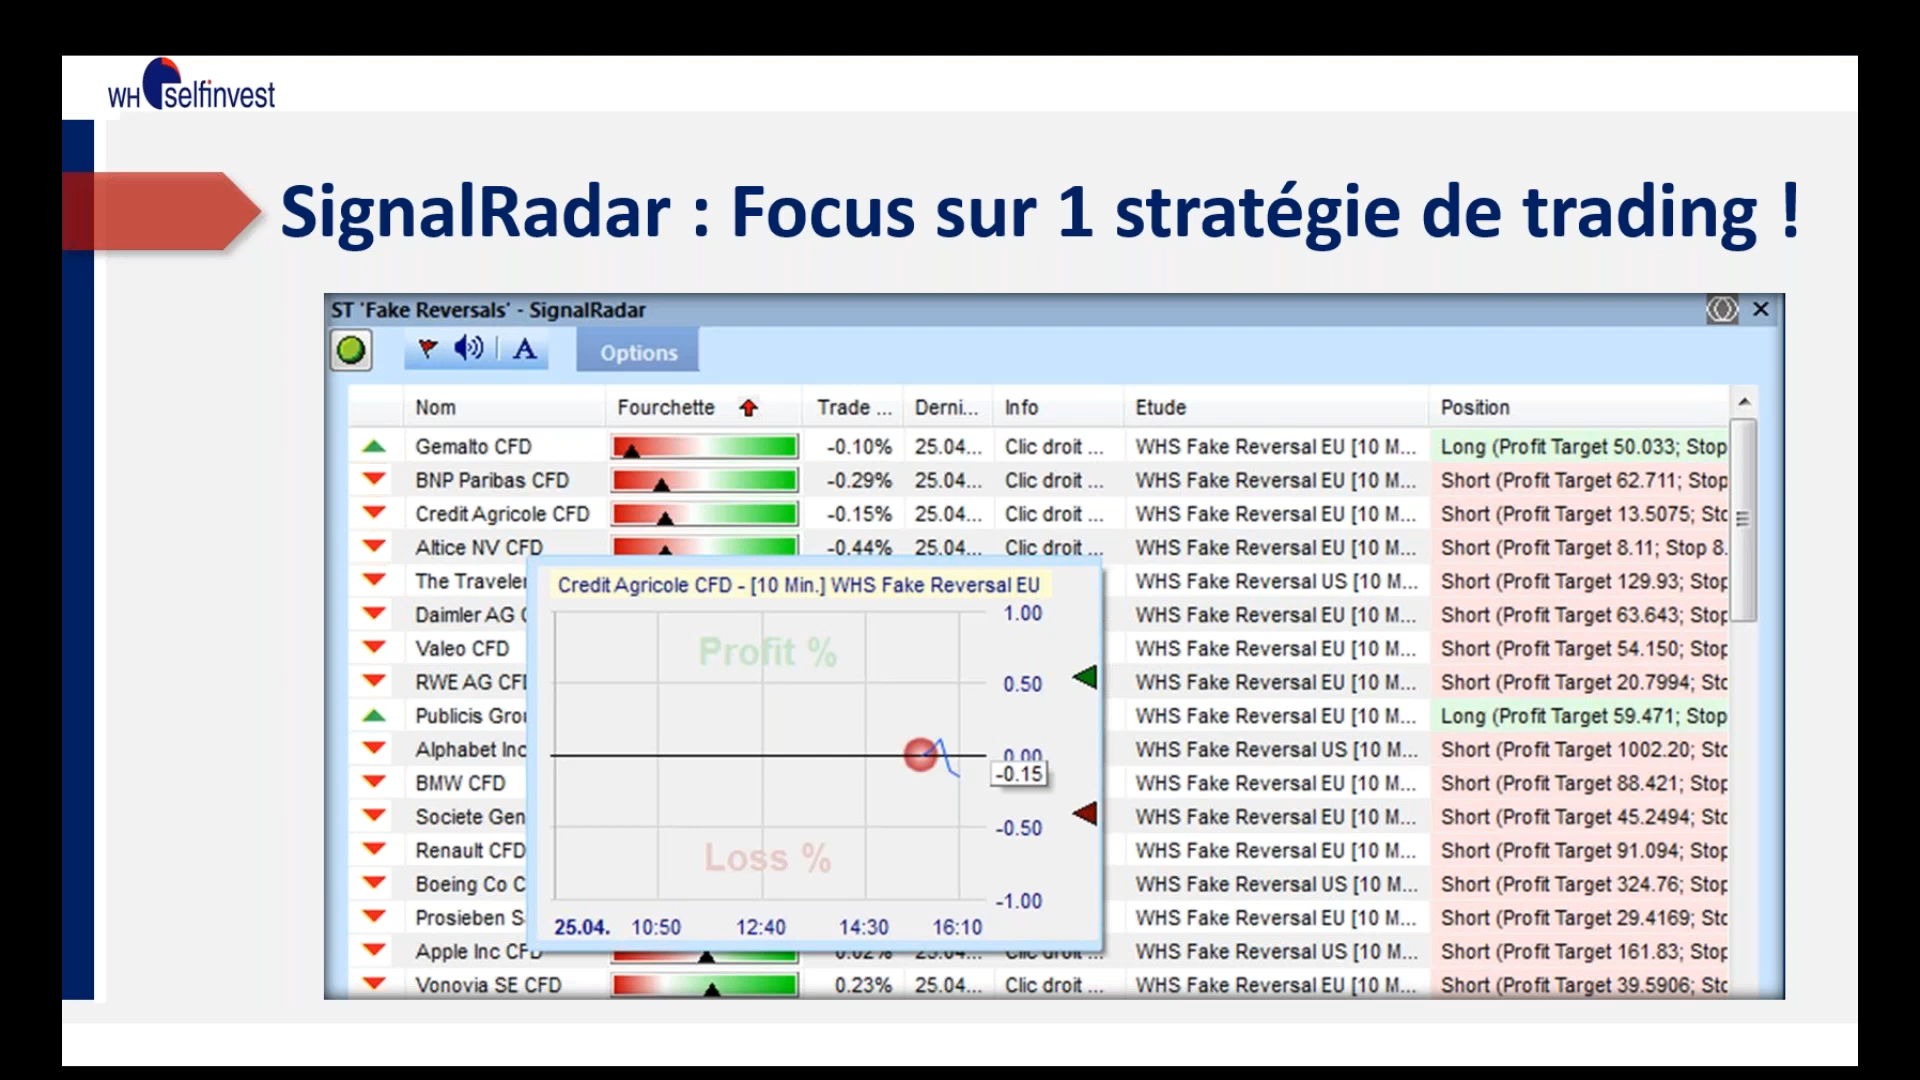 WH selfinvest
SignalRadar : Focus sur 1 stratégie de trading !
ST 'Fake Reversals' - SignalRadar
A Options
Nom Fourchette Trade ... Derni... Info Etude Position
Gemalto CFD -0.10% 25.04... Clic droit ... WHS Fake Reversal EU [10 M... Long (Profit Target 50.033; Stop
BNP Paribas CFD -0.29% 25.04... Clic droit ... WHS Fake Reversal EU [10 M... Short (Profit Target 62.711; Stop
Credit Agricole CFD -0.15% 25.04... Clic droit ... WHS Fake Reversal EU [10 M... Short (Profit Target 13.5075; Stc
Altice NV CFD -0.44% 25.04... Clic droit ... WHS Fake Reversal EU [10 M... Short (Profit Target 8.11; Stop 8.
The Traveler WHS Fake Reversal US [10 M... Short (Profit Target 129.93; Stop
Daimler AG WHS Fake Reversal EU [10 M... Short (Profit Target 63.643; Stop
Valeo CFD WHS Fake Reversal EU [10 M... Short (Profit Target 54.150; Stop
RWE AG CFD WHS Fake Reversal EU [10 M... Short (Profit Target 20.7994; Stc
Publicis Grou WHS Fake Reversal EU [10 M... Long (Profit Target 59.471; Stop
Alphabet Inc WHS Fake Reversal US [10 M... Short (Profit Target 1002.20; Stc
BMW CFD WHS Fake Reversal EU [10 M... Short (Profit Target 88.421; Stop
Societe Gen WHS Fake Reversal EU [10 M... Short (Profit Target 45.2494; Stc
Renault CFD WHS Fake Reversal EU [10 M... Short (Profit Target 91.094; Stop
Boeing Co C WHS Fake Reversal US [10 M... Short (Profit Target 324.76; Stop
Prosieben S WHS Fake Reversal EU [10 M... Short (Profit Target 29.4169; Stc
Apple Inc CFD 0.02% 25.04... Clic droit ... WHS Fake Reversal US [10 M... Short (Profit Target 161.83; Stop
Vonovia SE CFD 0.23% 25.04... Clic droit ... WHS Fake Reversal EU [10 M... Short (Profit Target 39.5906; Stc
Credit Agricole CFD - [10 Min.] WHS Fake Reversal EU
1.00
Profit %
0.50
0.00
-0.15
-0.50
Loss %
-1.00
25.04. 10:50 12:40 14:30 16:10